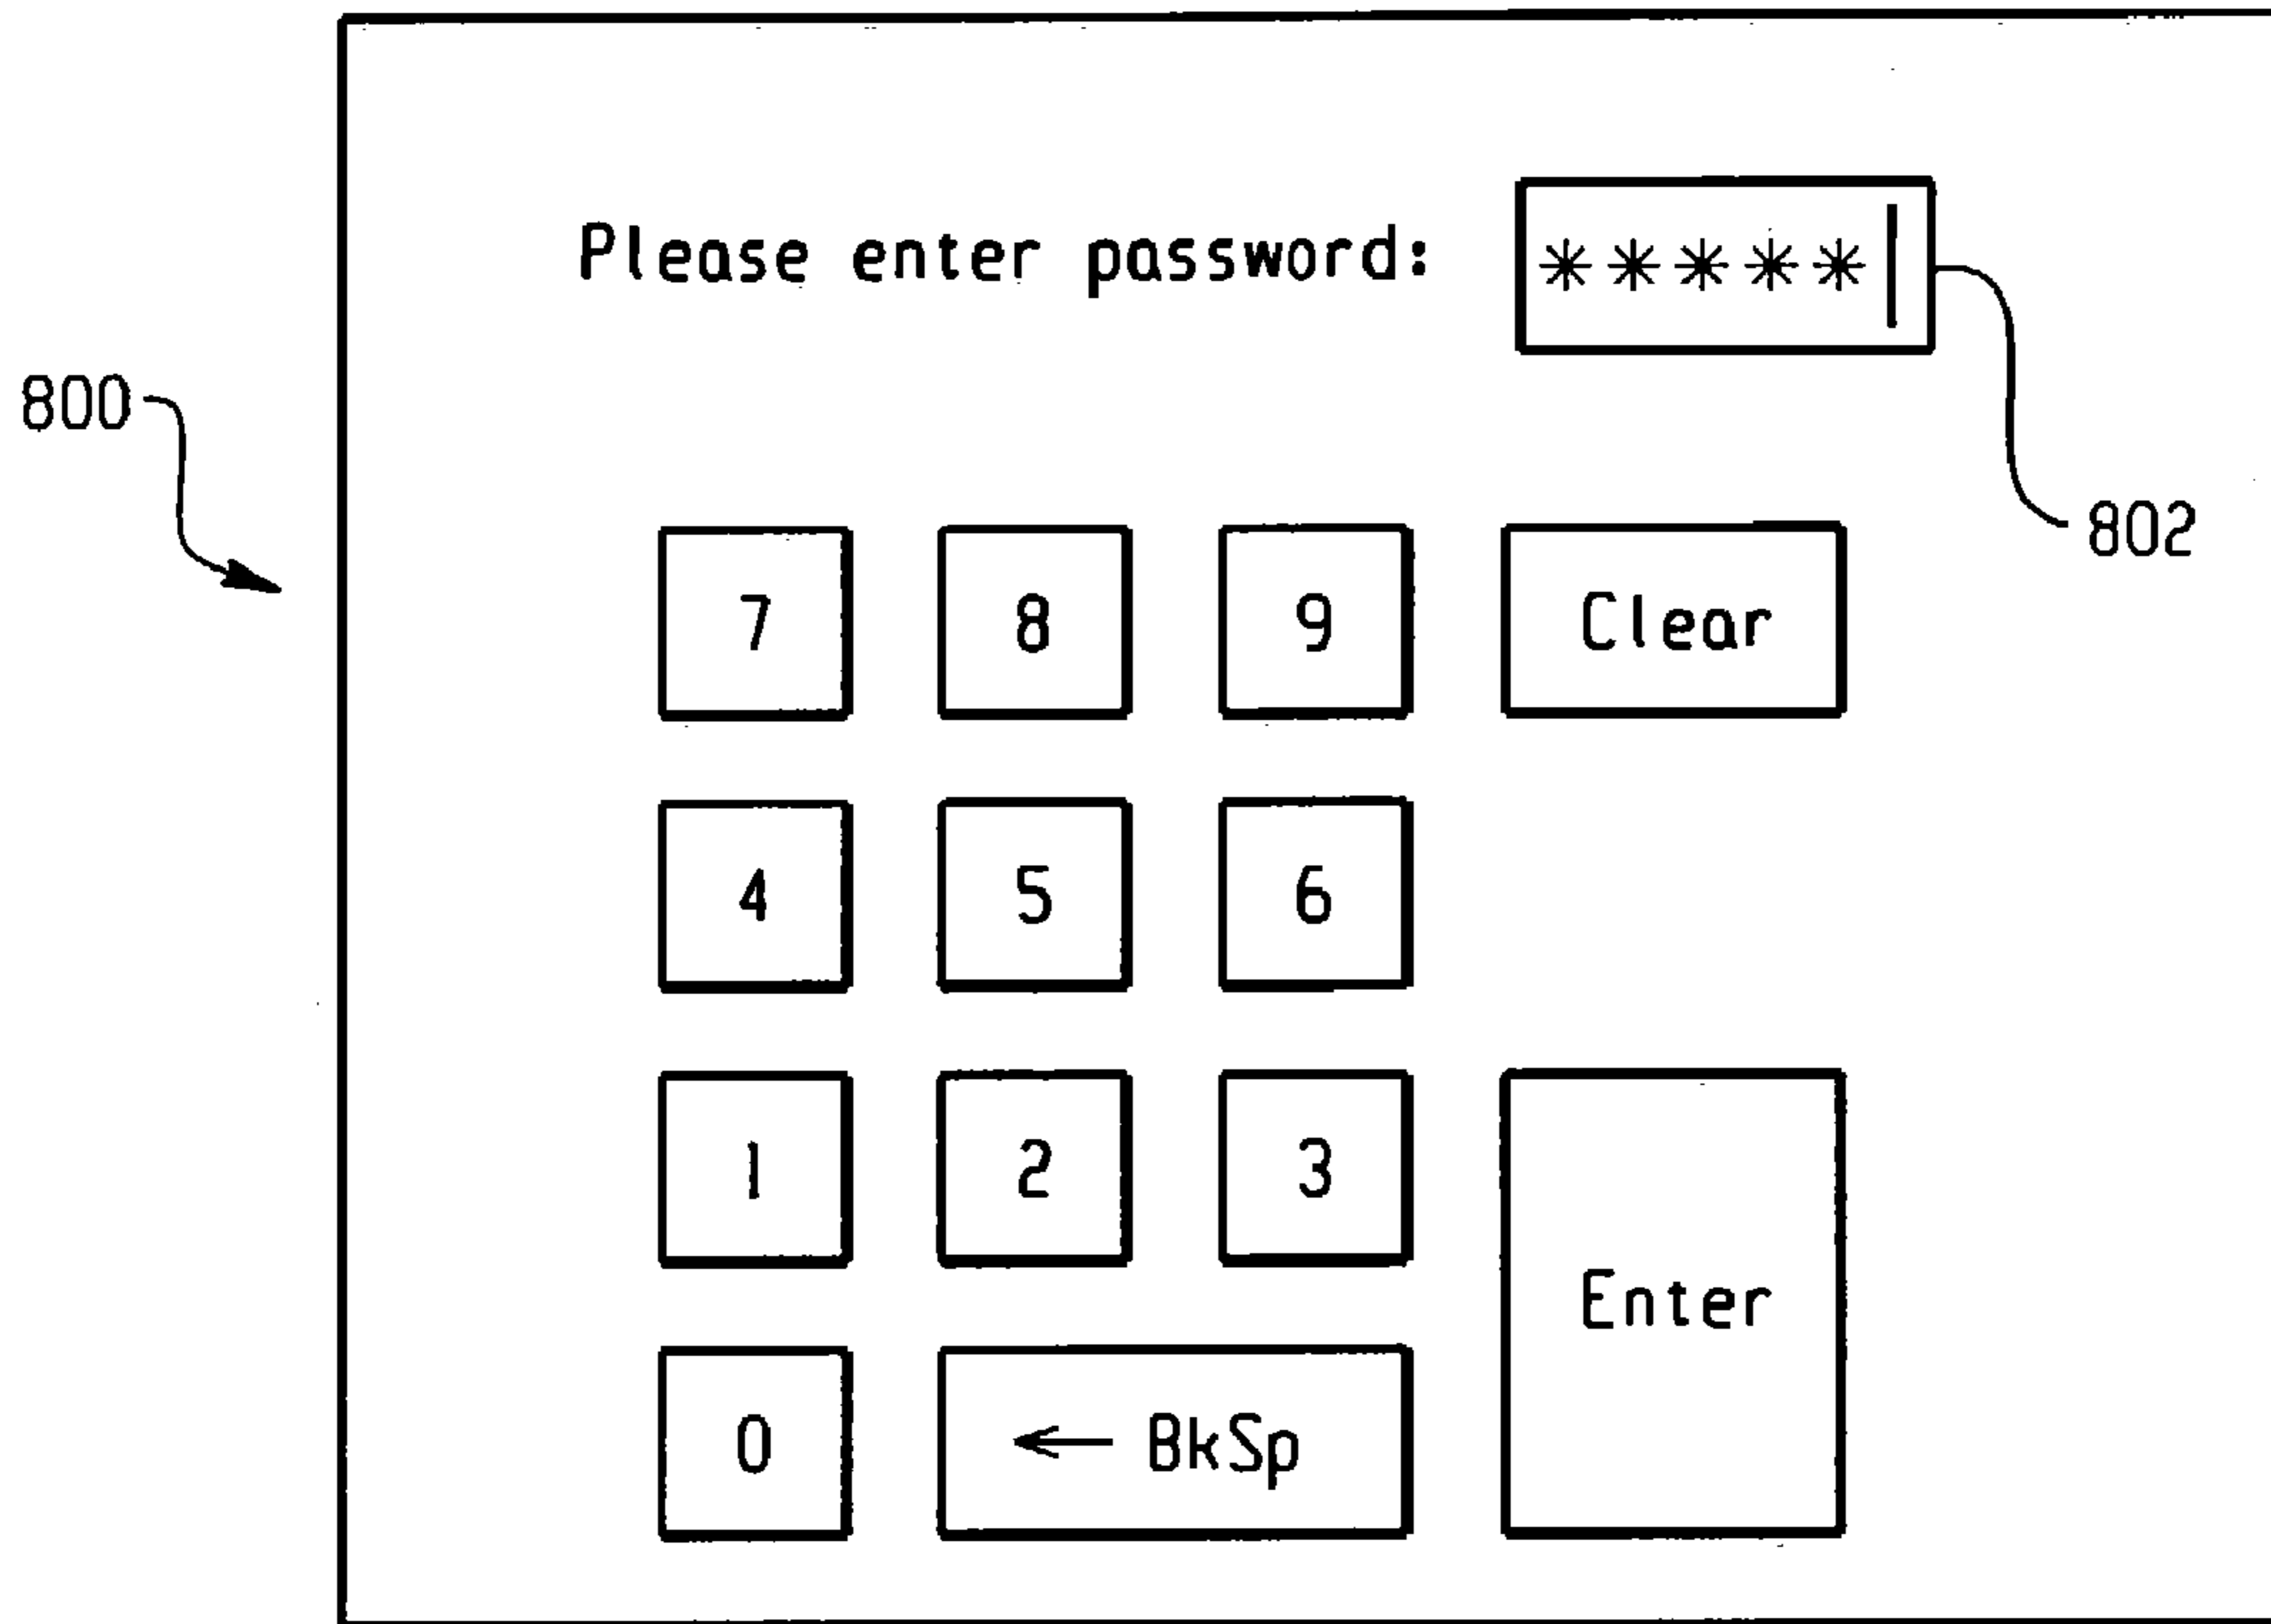 Please enter password: *****|
800
802
7 8 9 Clear
4 5 6
1 2 3
Enter
0 ← BkSp